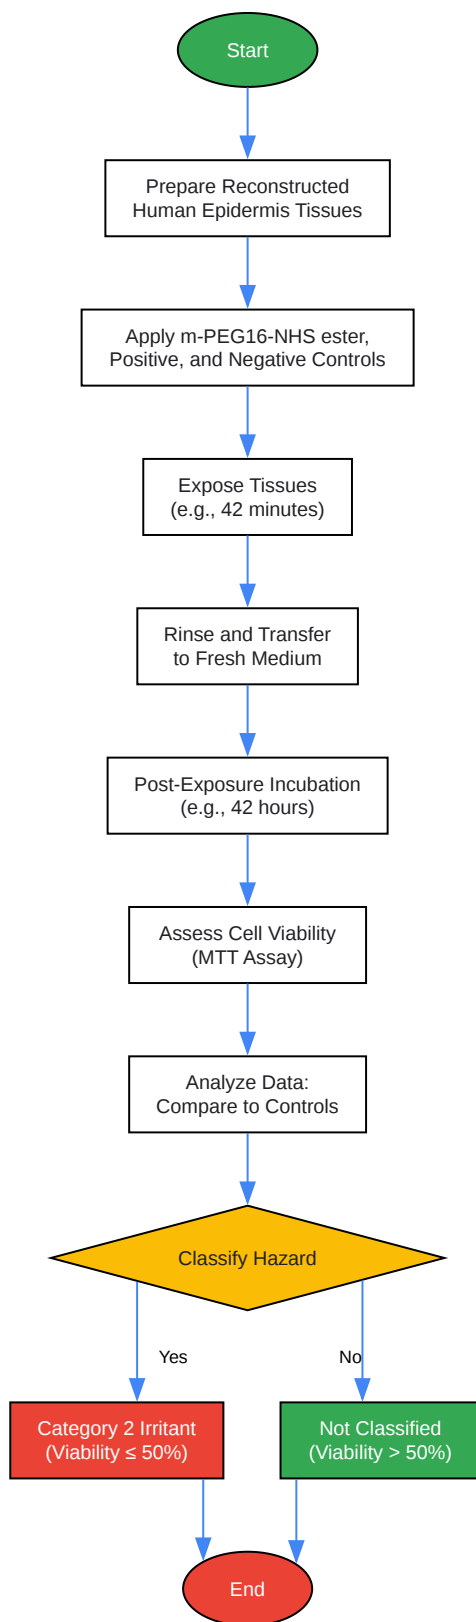 Start
Prepare Reconstructed
Human Epidermis Tissues
Apply m-PEG16-NHS ester,
Positive, and Negative Controls
Expose Tissues
(e.g., 42 minutes)
Rinse and Transfer
to Fresh Medium
Post-Exposure Incubation
(e.g., 42 hours)
Assess Cell Viability
(MTT Assay)
Analyze Data:
Compare to Controls
Classify Hazard
Yes
No
Category 2 Irritant
(Viability ≤ 50%)
Not Classified
(Viability > 50%)
End